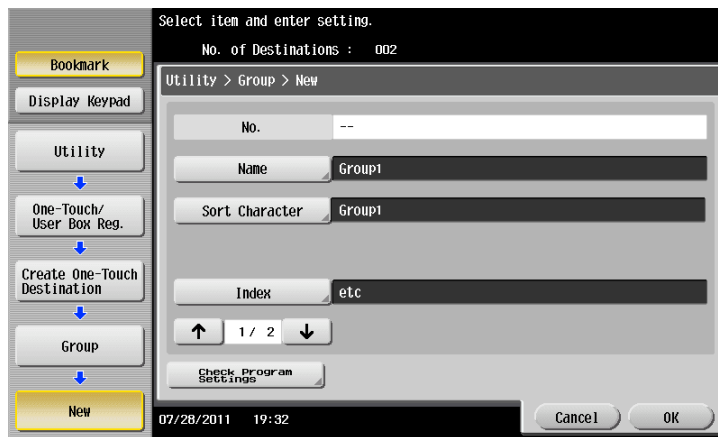 Select item and enter setting.
No. of Destinations : 002
Bookmark
Display Keypad
Utility
One-Touch/
User Box Reg.
Create One-Touch
Destination
Group
New
Utility > Group > New
No. --
Name Group1
Sort Character Group1
Index etc
↑ 1/ 2 ↓
Check Program
Settings
07/28/2011 19:32
Cancel OK